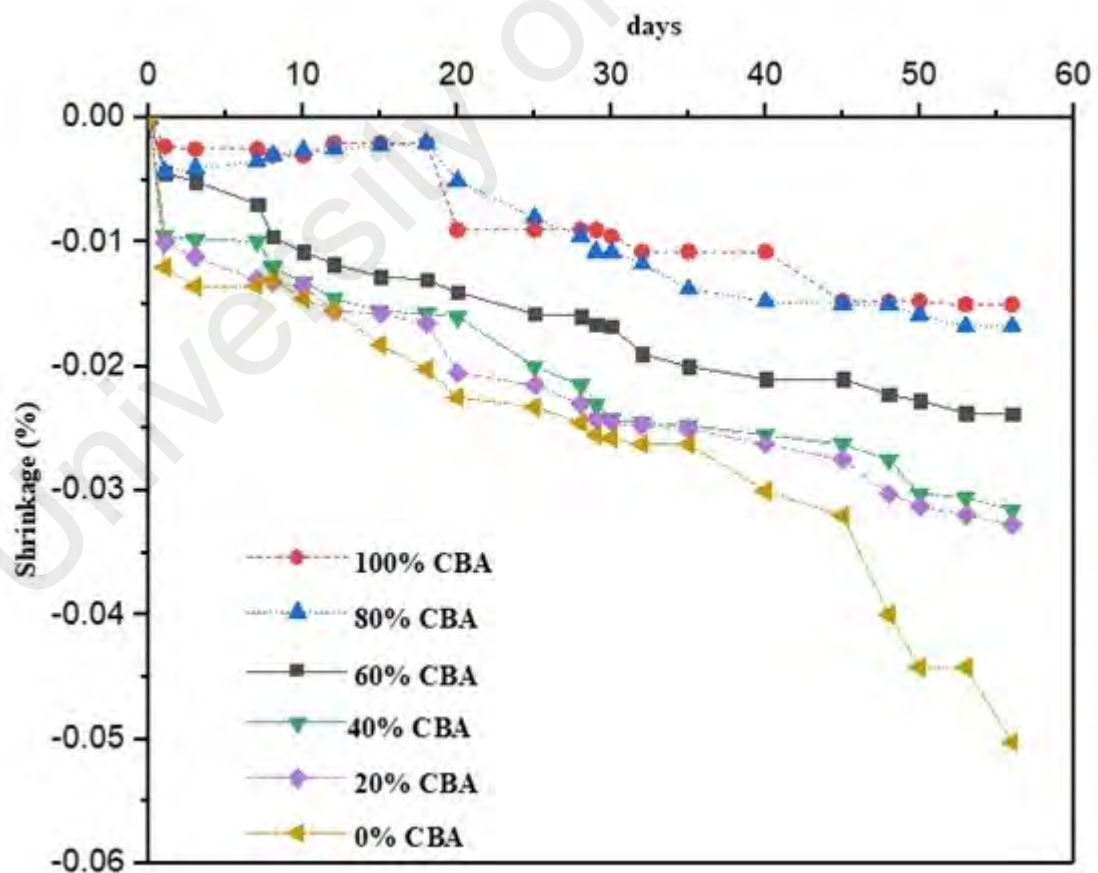 days
0 10 20 30 40 50 60
0.00
-0.01
-0.02
-0.03
-0.04
-0.05
-0.06
Shrinkage (%)
100% CBA
80% CBA
60% CBA
40% CBA
20% CBA
0% CBA
University o